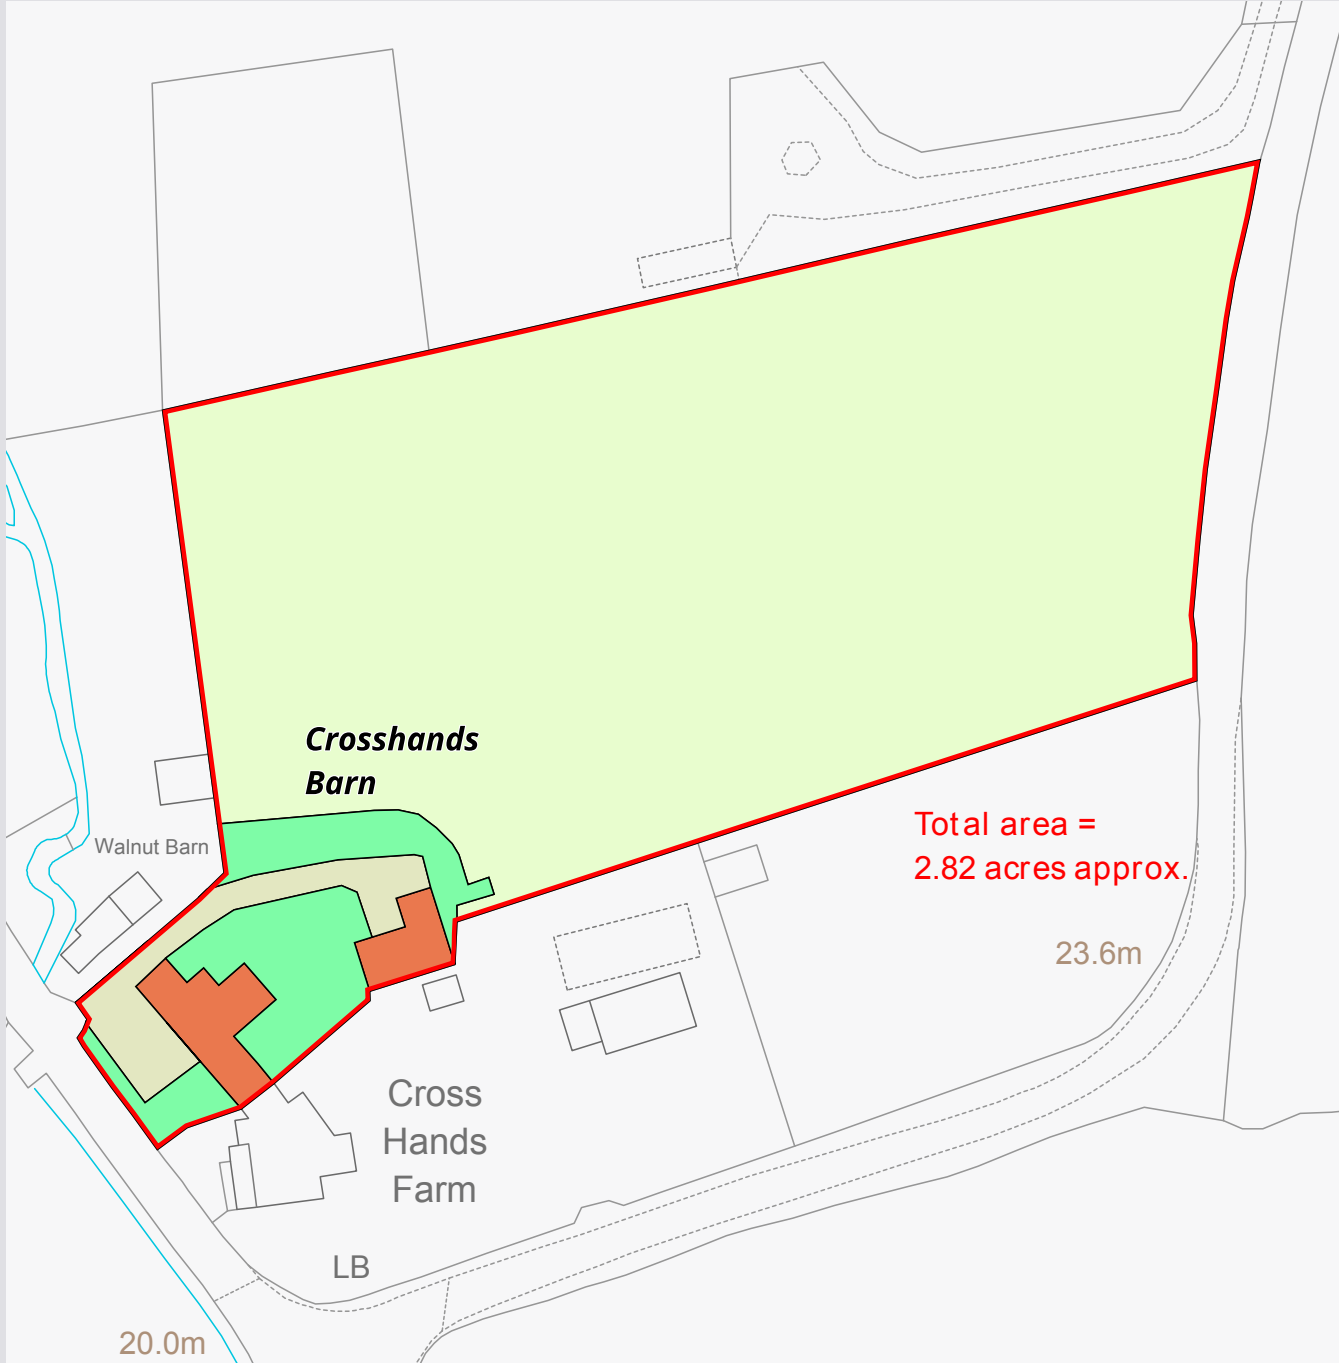 Crosshands
Barn
Total area =
2.82 acres approx.
Walnut Barn
23.6m
Cross
Hands
Farm
LB
20.0m